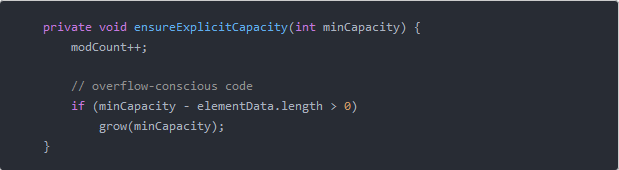 private void ensureExplicitCapacity(int minCapacity) {
modCount++;
// overflow-conscious code
if (minCapacity - elementData.length > 0)
grow(minCapacity);
}